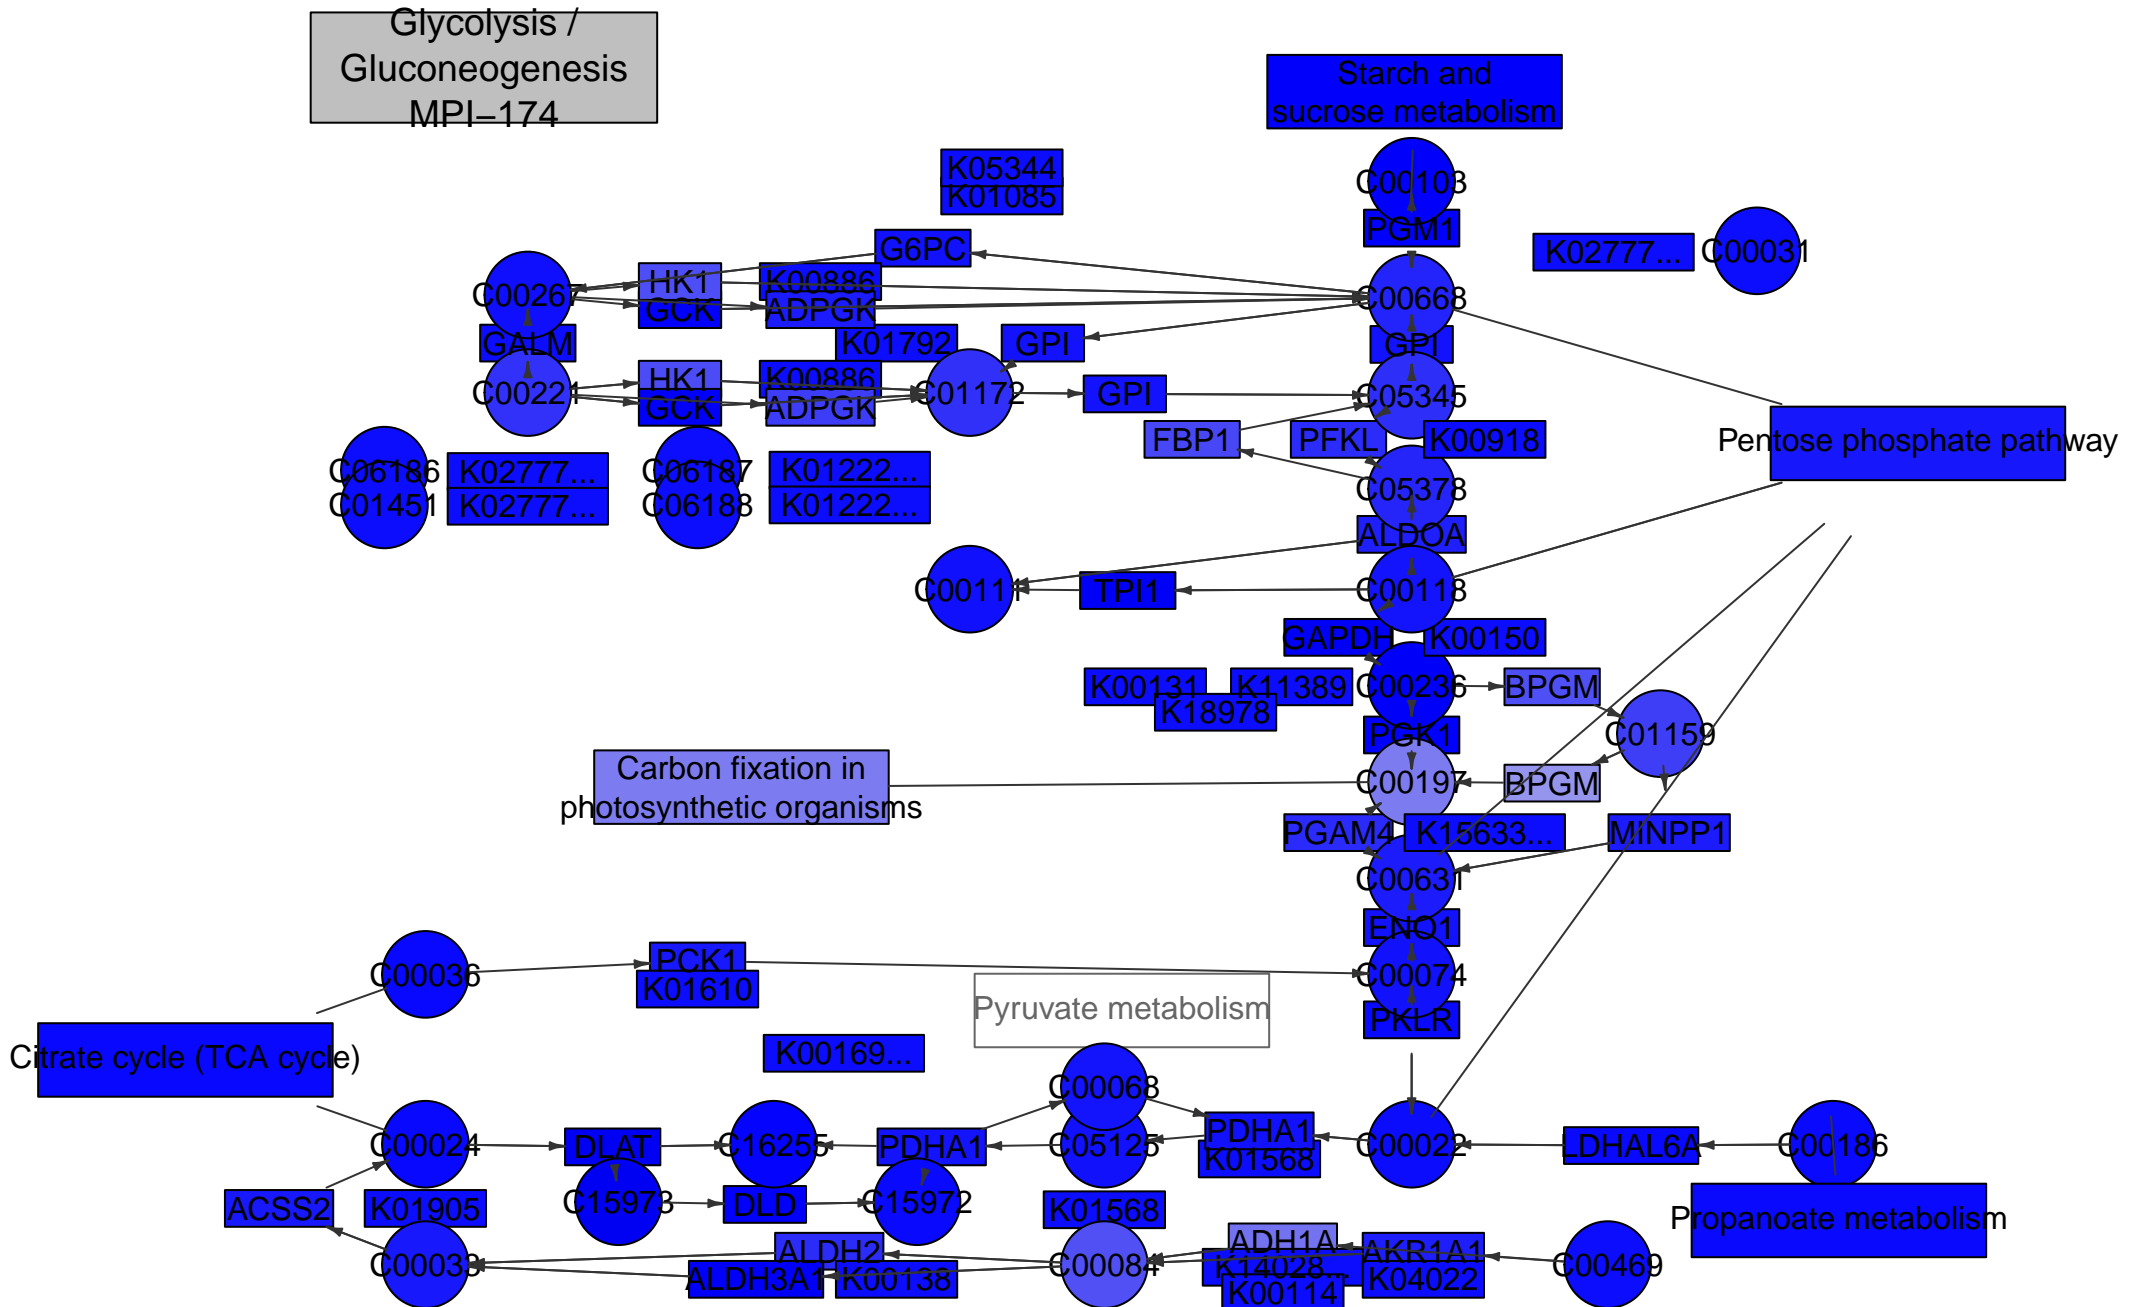 Glycolysis /
Gluconeogenesis
MPI−174
Starch and
sucrose metabolism
K05344
K01085
C00103
PGM1
G6PC
K02777...
C00031
C00267
HK1
K00886
GCK
ADPGK
C00668
GALM
K01792
GPI
GPI
C00221
HK1
K00886
GCK
ADPGK
C01172
GPI
C05345
FBP1
PFKL
K00918
Pentose phosphate pathway
C06186
K02777...
C06187
K01222...
C01451
K02777...
C06188
K01222...
C05378
ALDOA
C00111
TPI1
C00118
GAPDH
K00150
K00131
K11389
K18978
C00236
BPGM
PGK1
C01159
Carbon fixation in
photosynthetic organisms
C00197
BPGM
PGAM4
K15633...
MINPP1
C00631
ENO1
C00036
PCK1
K01610
C00074
Pyruvate metabolism
PKLR
Citrate cycle (TCA cycle)
K00169...
C00068
C00024
DLAT
C16255
PDHA1
C05125
PDHA1
K01568
C00022
LDHAL6A
C00186
ACSS2
K01905
C15973
DLD
C15972
K01568
Propanoate metabolism
C00033
ALDH2
ALDH3A1
K00138
C00084
ADH1A
K14028...
K00114
AKR1A1
K04022
C00469